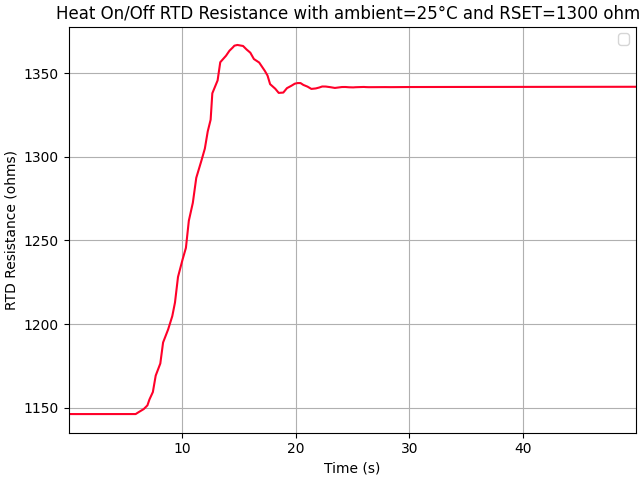 Heat On/Off RTD Resistance with ambient=25°C and RSET=1300 ohm
RTD Resistance (ohms)
1350
1300
1250
1200
1150
10 20 30 40
Time (s)